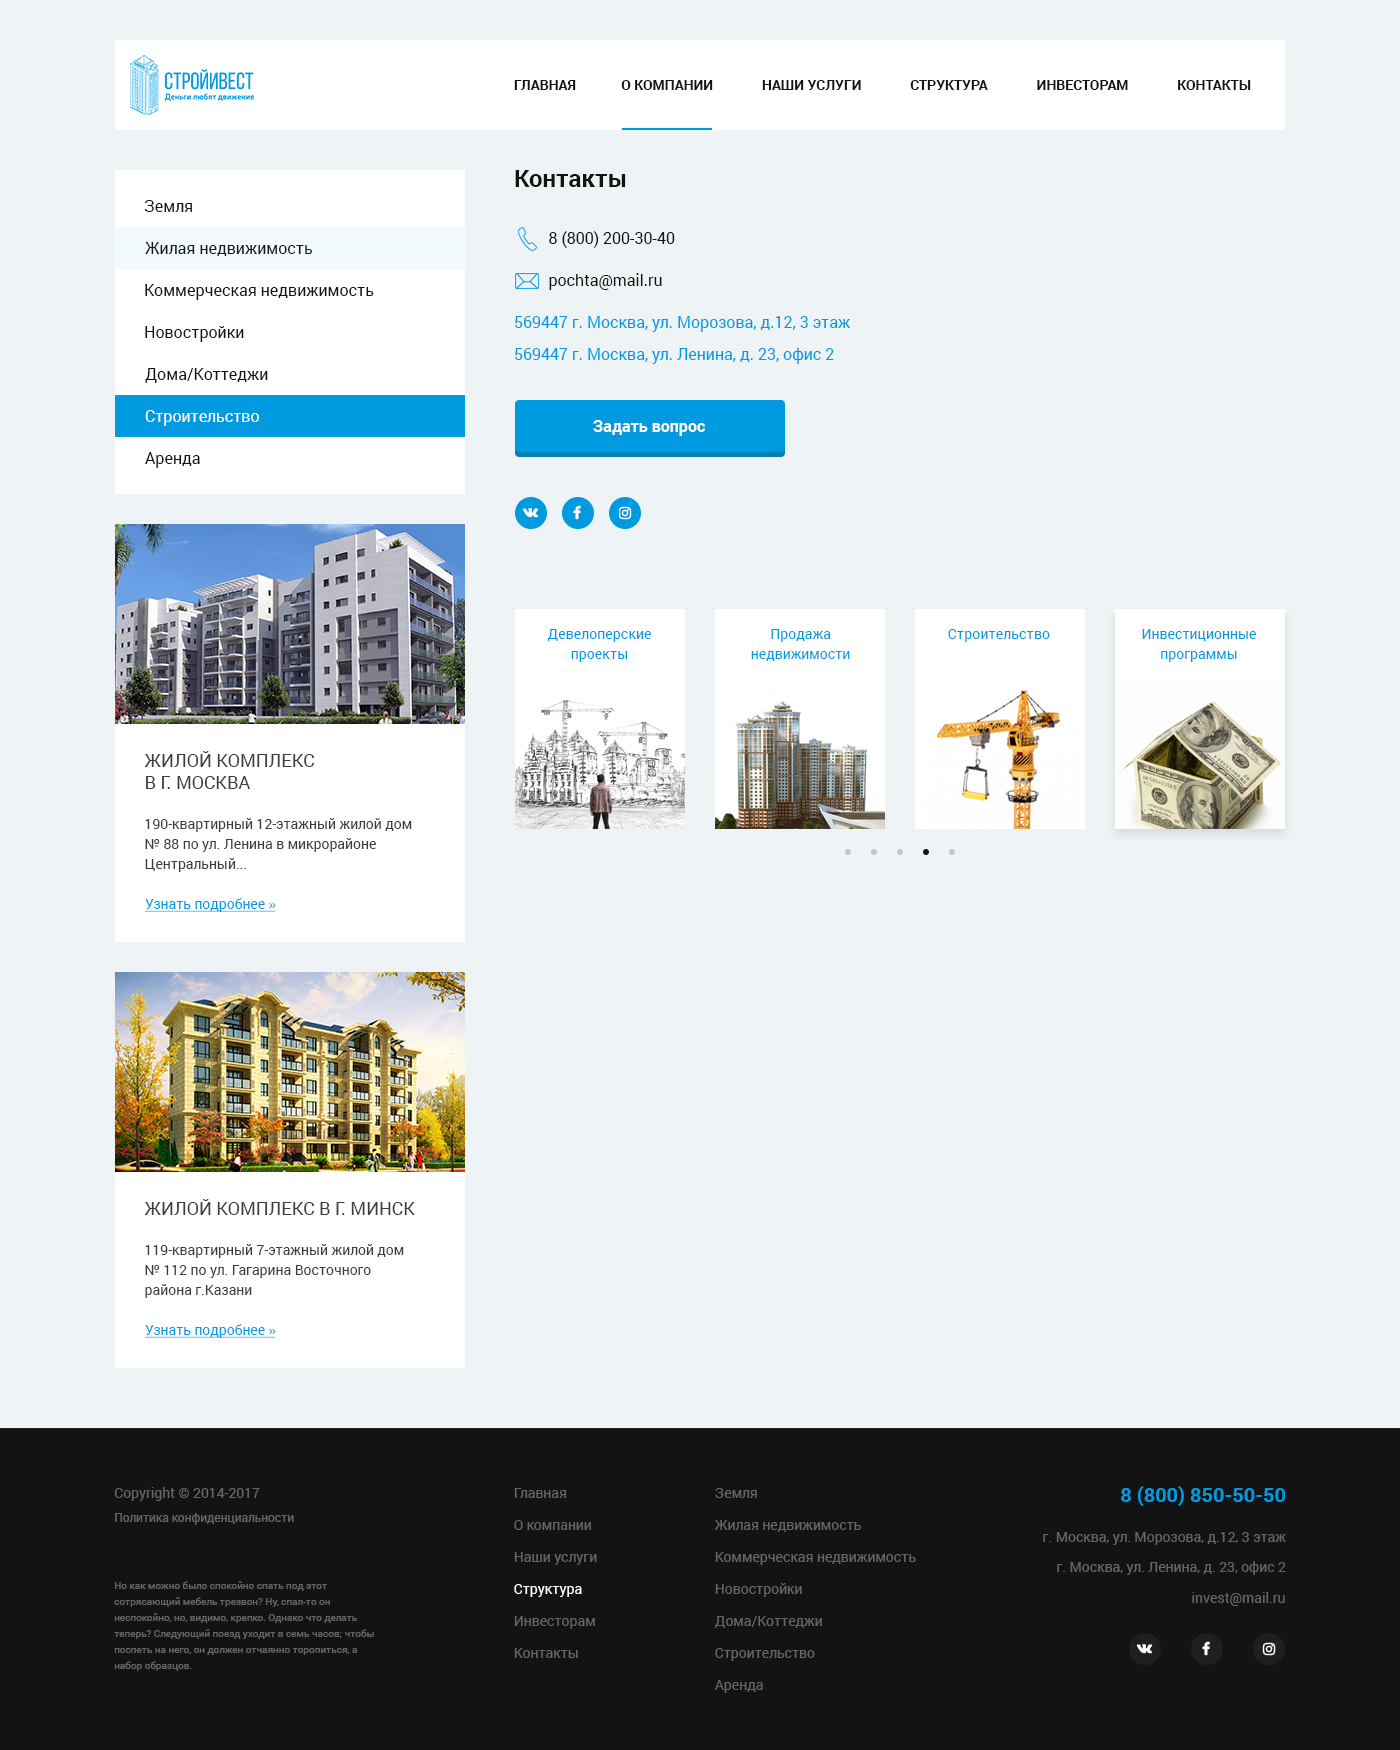 СТРОЙИВЕСТ
Деньги любят движение
ГЛАВНАЯ
О КОМПАНИИ
НАШИ УСЛУГИ
СТРУКТУРА
ИНВЕСТОРАМ
КОНТАКТЫ
Земля
Жилая недвижимость
Коммерческая недвижимость
Новостройки
Дома/Коттеджи
Строительство
Аренда
ЖИЛОЙ КОМПЛЕКС
В Г. МОСКВА
190-квартирный 12-этажный жилой дом
№ 88 по ул. Ленина в микрорайоне
Центральный...
Узнать подробнее »
ЖИЛОЙ КОМПЛЕКС В Г. МИНСК
119-квартирный 7-этажный жилой дом
№ 112 по ул. Гагарина Восточного
района г.Казани
Узнать подробнее »
Контакты
8 (800) 200-30-40
pochta@mail.ru
569447 г. Москва, ул. Морозова, д.12, 3 этаж
569447 г. Москва, ул. Ленина, д. 23, офис 2
Задать вопрос
Девелоперские
проекты
Продажа
недвижимости
Строительство
Инвестиционные
программы
Copyright © 2014-2017
Политика конфиденциальности
Но как можно было спокойно спать под этот
сотрясающий мебель трезвон? Ну, спал-то он
неспокойно, но, видимо, крепко. Однако что делать
теперь? Следующий поезд уходит в семь часов; чтобы
поспеть на него, он должен отчаянно торопиться, а
набор образцов.
Главная
О компании
Наши услуги
Структура
Инвесторам
Контакты
Земля
Жилая недвижимость
Коммерческая недвижимость
Новостройки
Дома/Коттеджи
Строительство
Аренда
8 (800) 850-50-50
г. Москва, ул. Морозова, д.12, 3 этаж
г. Москва, ул. Ленина, д. 23, офис 2
invest@mail.ru